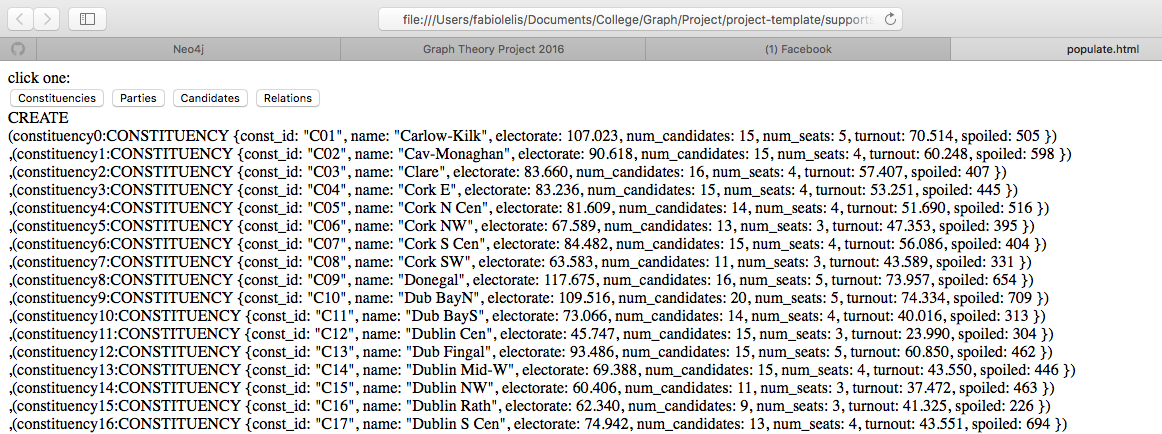 file:///Users/fabiolelis/Documents/College/Graph/Project/project-template/supports
Neo4j Graph Theory Project 2016 (1) Facebook populate.html
click one:
Constituencies Parties Candidates Relations
CREATE
(constituency0:CONSTITUENCY {const_id: "C01", name: "Carlow-Kilk", electorate: 107.023, num_candidates: 15, num_seats: 5, turnout: 70.514, spoiled: 505 })
,(constituency1:CONSTITUENCY {const_id: "C02", name: "Cav-Monaghan", electorate: 90.618, num_candidates: 15, num_seats: 4, turnout: 60.248, spoiled: 598 })
,(constituency2:CONSTITUENCY {const_id: "C03", name: "Clare", electorate: 83.660, num_candidates: 16, num_seats: 4, turnout: 57.407, spoiled: 407 })
,(constituency3:CONSTITUENCY {const_id: "C04", name: "Cork E", electorate: 83.236, num_candidates: 15, num_seats: 4, turnout: 53.251, spoiled: 445 })
,(constituency4:CONSTITUENCY {const_id: "C05", name: "Cork N Cen", electorate: 81.609, num_candidates: 14, num_seats: 4, turnout: 51.690, spoiled: 516 })
,(constituency5:CONSTITUENCY {const_id: "C06", name: "Cork NW", electorate: 67.589, num_candidates: 13, num_seats: 3, turnout: 47.353, spoiled: 395 })
,(constituency6:CONSTITUENCY {const_id: "C07", name: "Cork S Cen", electorate: 84.482, num_candidates: 15, num_seats: 4, turnout: 56.086, spoiled: 404 })
,(constituency7:CONSTITUENCY {const_id: "C08", name: "Cork SW", electorate: 63.583, num_candidates: 11, num_seats: 3, turnout: 43.589, spoiled: 331 })
,(constituency8:CONSTITUENCY {const_id: "C09", name: "Donegal", electorate: 117.675, num_candidates: 16, num_seats: 5, turnout: 73.957, spoiled: 654 })
,(constituency9:CONSTITUENCY {const_id: "C10", name: "Dub BayN", electorate: 109.516, num_candidates: 20, num_seats: 5, turnout: 74.334, spoiled: 709 })
,(constituency10:CONSTITUENCY {const_id: "C11", name: "Dub BayS", electorate: 73.066, num_candidates: 14, num_seats: 4, turnout: 40.016, spoiled: 313 })
,(constituency11:CONSTITUENCY {const_id: "C12", name: "Dublin Cen", electorate: 45.747, num_candidates: 15, num_seats: 3, turnout: 23.990, spoiled: 304 })
,(constituency12:CONSTITUENCY {const_id: "C13", name: "Dub Fingal", electorate: 93.486, num_candidates: 15, num_seats: 5, turnout: 60.850, spoiled: 462 })
,(constituency13:CONSTITUENCY {const_id: "C14", name: "Dublin Mid-W", electorate: 69.388, num_candidates: 15, num_seats: 4, turnout: 43.550, spoiled: 446 })
,(constituency14:CONSTITUENCY {const_id: "C15", name: "Dublin NW", electorate: 60.406, num_candidates: 11, num_seats: 3, turnout: 37.472, spoiled: 463 })
,(constituency15:CONSTITUENCY {const_id: "C16", name: "Dublin Rath", electorate: 62.340, num_candidates: 9, num_seats: 3, turnout: 41.325, spoiled: 226 })
,(constituency16:CONSTITUENCY {const_id: "C17", name: "Dublin S Cen", electorate: 74.942, num_candidates: 13, num_seats: 4, turnout: 43.551, spoiled: 694 })